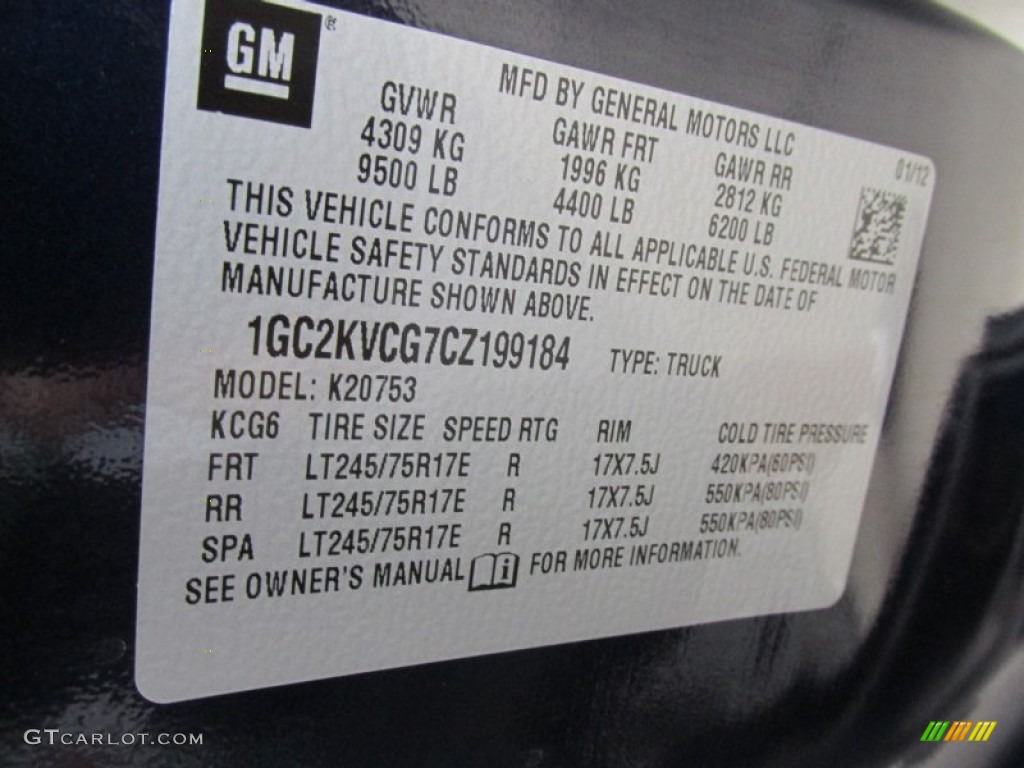 GM®
MFD BY GENERAL MOTORS LLC
01/12
GVWR GAWR FRT GAWR RR
4309 KG 1996 KG 2812 KG
9500 LB 4400 LB 6200 LB
THIS VEHICLE CONFORMS TO ALL APPLICABLE U.S. FEDERAL MOTOR
VEHICLE SAFETY STANDARDS IN EFFECT ON THE DATE OF
MANUFACTURE SHOWN ABOVE.
1GC2KVCG7CZ199184 TYPE: TRUCK
MODEL: K20753
KCG6 TIRE SIZE SPEED RTG RIM COLD TIRE PRESSURE
FRT LT245/75R17E R 17X7.5J 420KPA(60PSI)
RR LT245/75R17E R 17X7.5J 550KPA(80PSI)
SPA LT245/75R17E R 17X7.5J 550KPA(80PSI)
SEE OWNER'S MANUAL FOR MORE INFORMATION.
GTCARLOT.COM